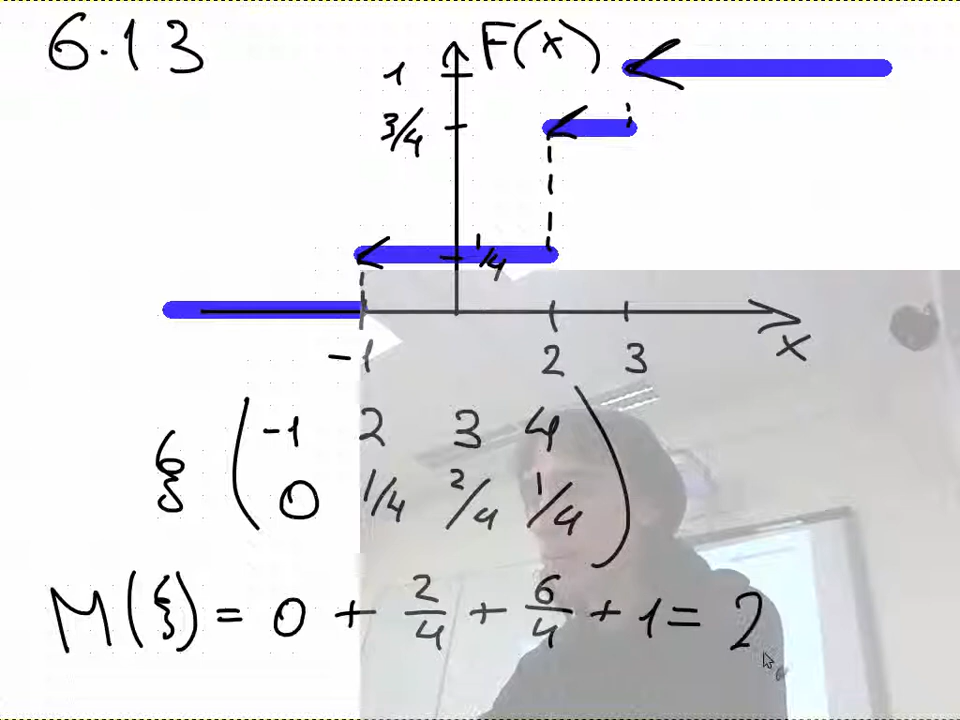 6.13
F(x)
1
3/4
1/4
-1 2 3 x
ξ ( -1 2 3 4
0 1/4 2/4 1/4 )
M(ξ) = 0 + 2/4 + 6/4 + 1 = 2